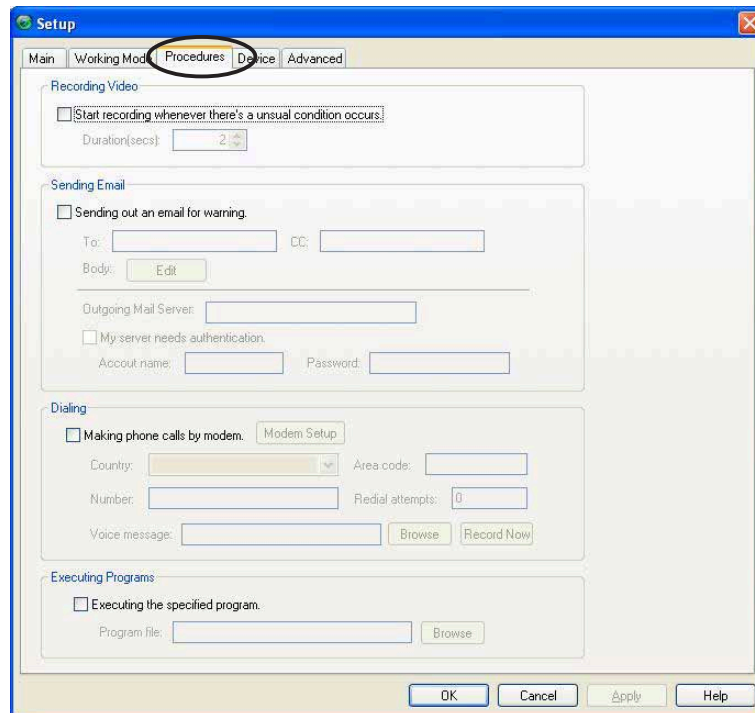 Setup
Main Working Mode Procedures Device Advanced
Recording Video
Start recording whenever there's a unsual condition occurs.
Duration(secs): 2
Sending Email
Sending out an email for warning.
To: CC:
Body: Edit
Outgoing Mail Server:
My server needs authentication.
Accout name: Password:
Dialing
Making phone calls by modem. Modem Setup
Country: Area code:
Number: Redial attempts: 0
Voice message: Browse Record Now
Executing Programs
Executing the specified program.
Program file: Browse
OK Cancel Apply Help